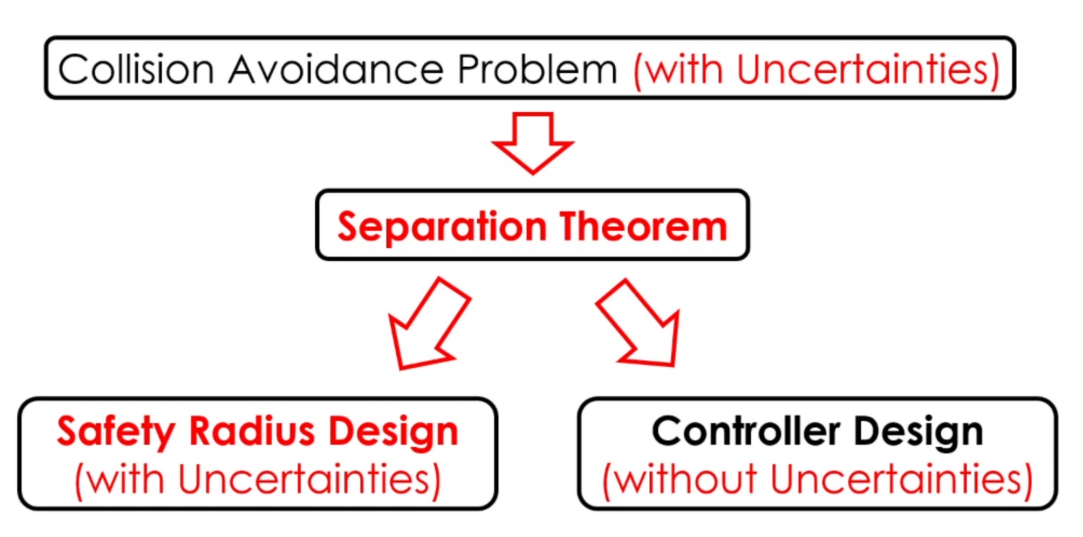 Collision Avoidance Problem (with Uncertainties)
Separation Theorem
Safety Radius Design
(with Uncertainties)
Controller Design
(without Uncertainties)